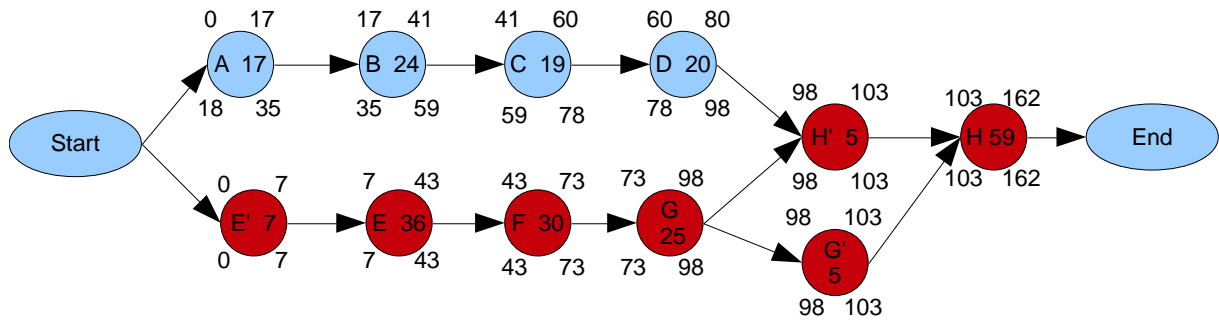 0 17 17 41 41 60 60 80
A 17 B 24 C 19 D 20
18 35 35 59 59 78 78 98
98 103 103 162
Start H' 5 H 59 End
98 103 103 162
0 7 7 43 43 73 73 98
E' 7 E 36 F 30 G
25
0 7 7 43 43 73 73 98
98 103
G'
5
98 103